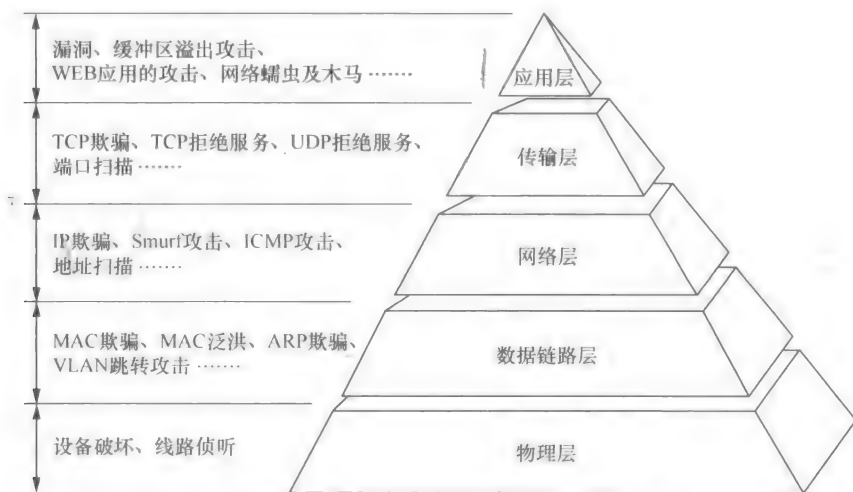 漏洞、缓冲区溢出攻击、
WEB应用的攻击、网络蠕虫及木马……
应用层
TCP欺骗、TCP拒绝服务、UDP拒绝服务、
端口扫描……
传输层
IP欺骗、Smurf攻击、ICMP攻击、
地址扫描……
网络层
MAC欺骗、MAC泛洪、ARP欺骗、
VLAN跳转攻击……
数据链路层
设备破坏、线路侦听
物理层